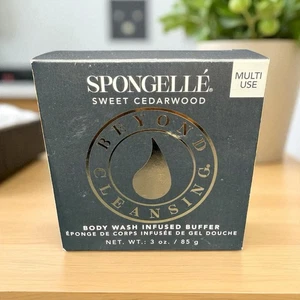 SPONGELLÉ®
SWEET CEDARWOOD
MULTI
USE
BEYOND
CLEANSING®
BODY WASH INFUSED BUFFER
ÉPONGE DE CORPS INFUSÉE DE GEL DOUCHE
NET. WT.: 3 oz. / 85 g